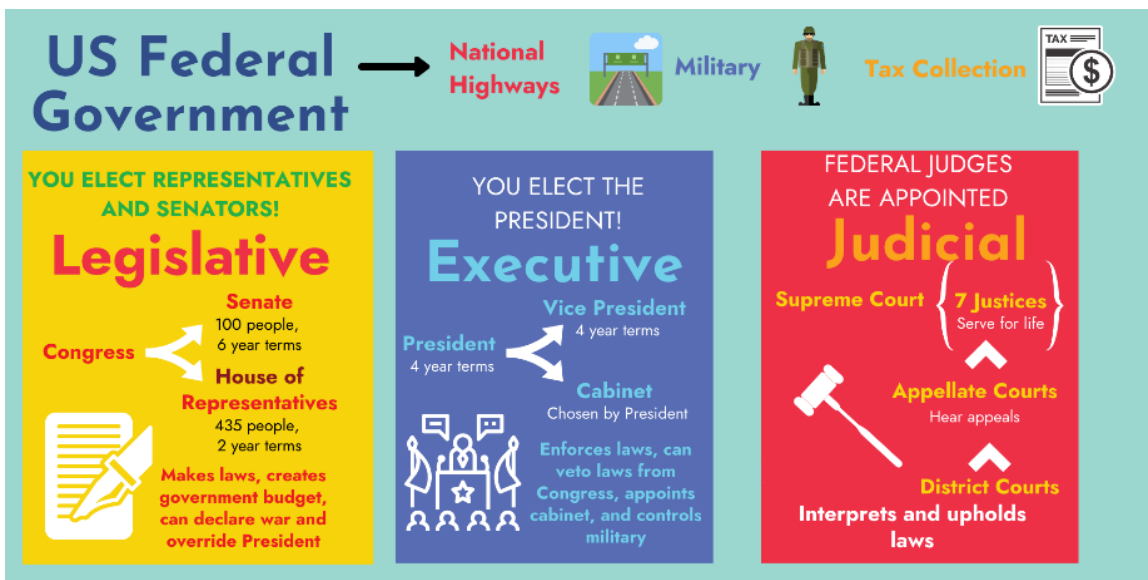 US Federal
Government
National
Highways
Military
Tax Collection
TAX
$
YOU ELECT REPRESENTATIVES
AND SENATORS!
Legislative
Senate
100 people,
6 year terms
Congress
House of
Representatives
435 people,
2 year terms
Makes laws, creates
government budget,
can declare war and
override President
YOU ELECT THE
PRESIDENT!
Executive
Vice President
4 year terms
President
4 year terms
Cabinet
Chosen by President
Enforces laws, can
veto laws from
Congress, appoints
cabinet, and controls
military
FEDERAL JUDGES
ARE APPOINTED
Judicial
Supreme Court
7 Justices
Serve for life
Appellate Courts
Hear appeals
District Courts
Interprets and upholds
laws